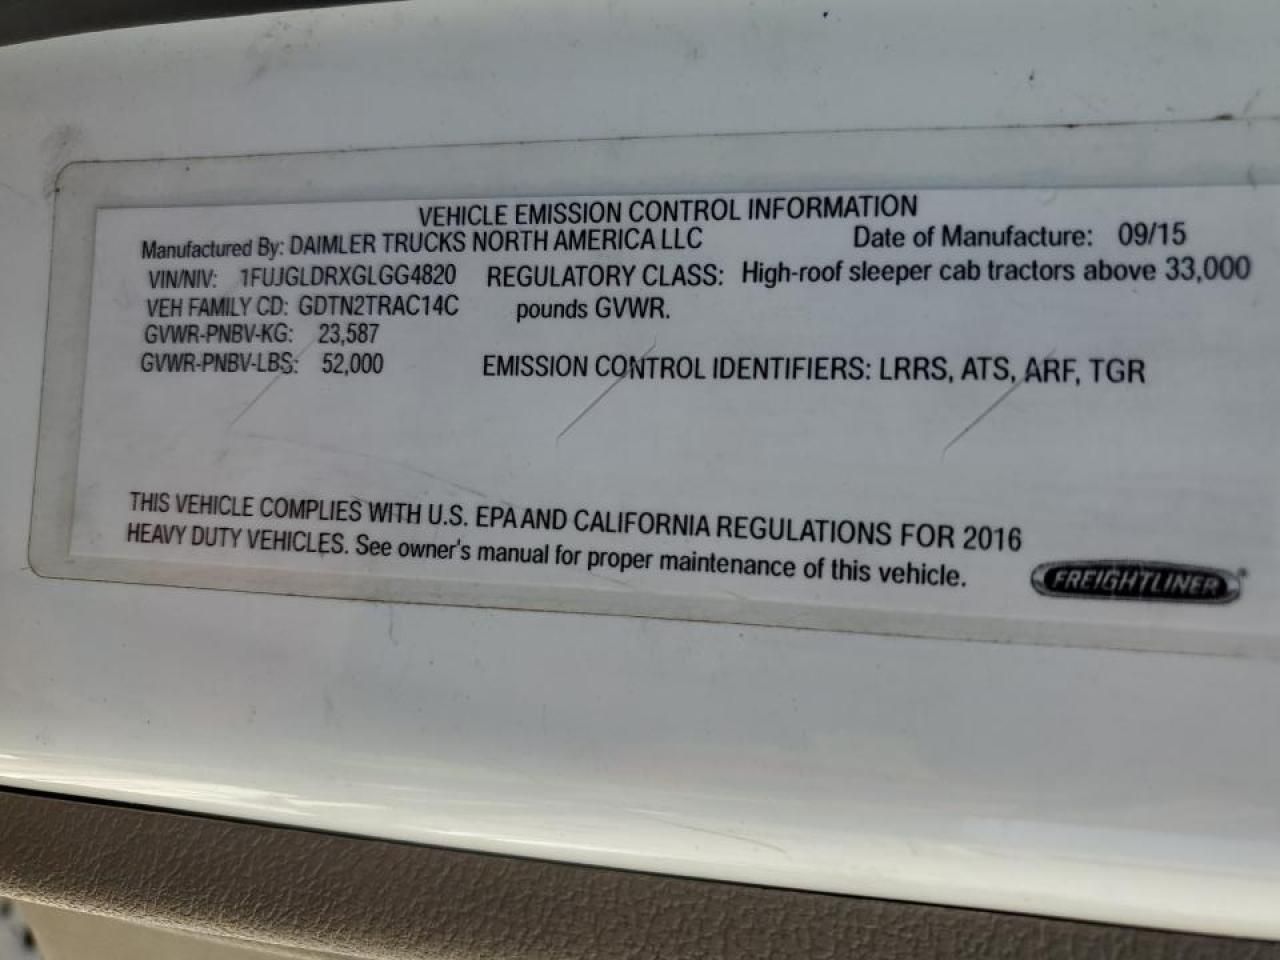 VEHICLE EMISSION CONTROL INFORMATION
Manufactured By: DAIMLER TRUCKS NORTH AMERICA LLC Date of Manufacture: 09/15
VIN/NIV: 1FUJGLDRXGLGG4820 REGULATORY CLASS: High-roof sleeper cab tractors above 33,000
VEH FAMILY CD: GDTN2TRAC14C pounds GVWR.
GVWR-PNBV-KG: 23,587
GVWR-PNBV-LBS: 52,000 EMISSION CONTROL IDENTIFIERS: LRRS, ATS, ARF, TGR
THIS VEHICLE COMPLIES WITH U.S. EPA AND CALIFORNIA REGULATIONS FOR 2016
HEAVY DUTY VEHICLES. See owner's manual for proper maintenance of this vehicle.
FREIGHTLINER